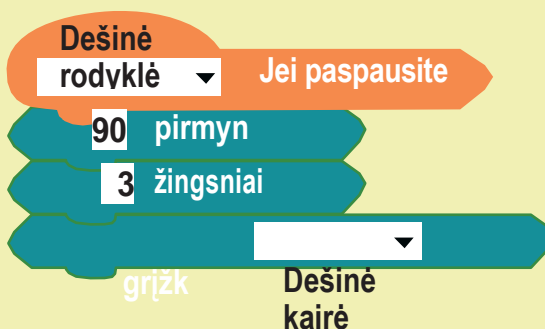 Dešinė
rodyklė
Jei paspausite
90 pirmyn
3 žingsniai
grįžk
Dešinė
kairė